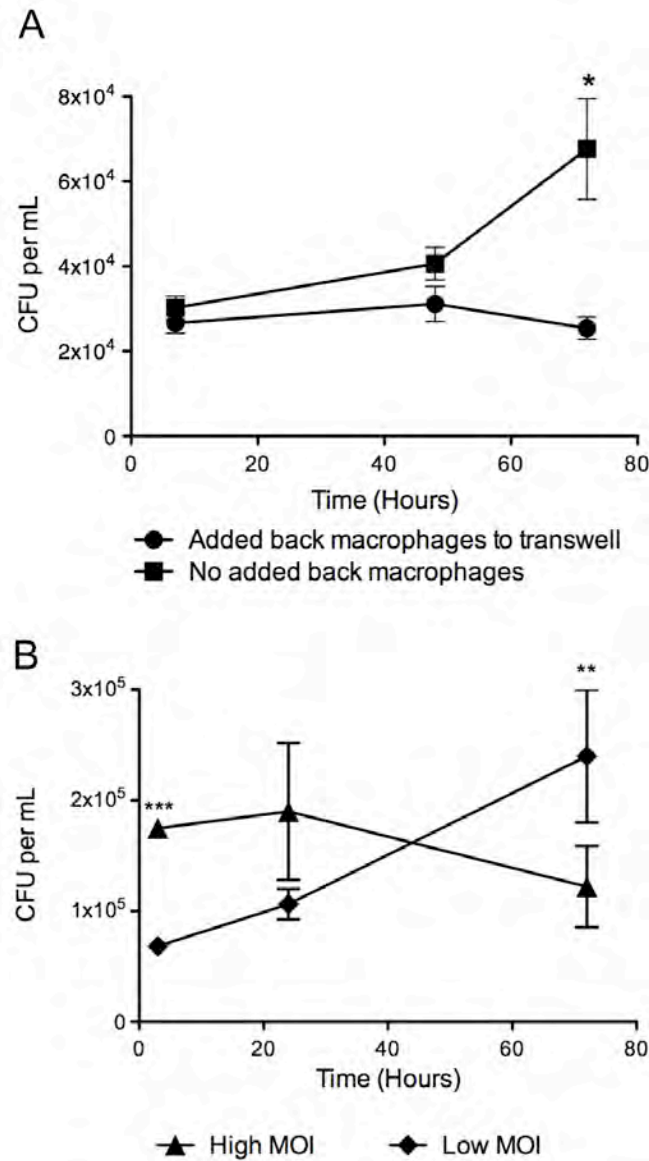 A
*
8x10⁴
6x10⁴
4x10⁴
2x10⁴
0
CFU per mL
0 20 40 60 80
Time (Hours)
Added back macrophages to transwell
No added back macrophages
B
**
3x10⁵
***
2x10⁵
1x10⁵
0
CFU per mL
0 20 40 60 80
Time (Hours)
High MOI Low MOI